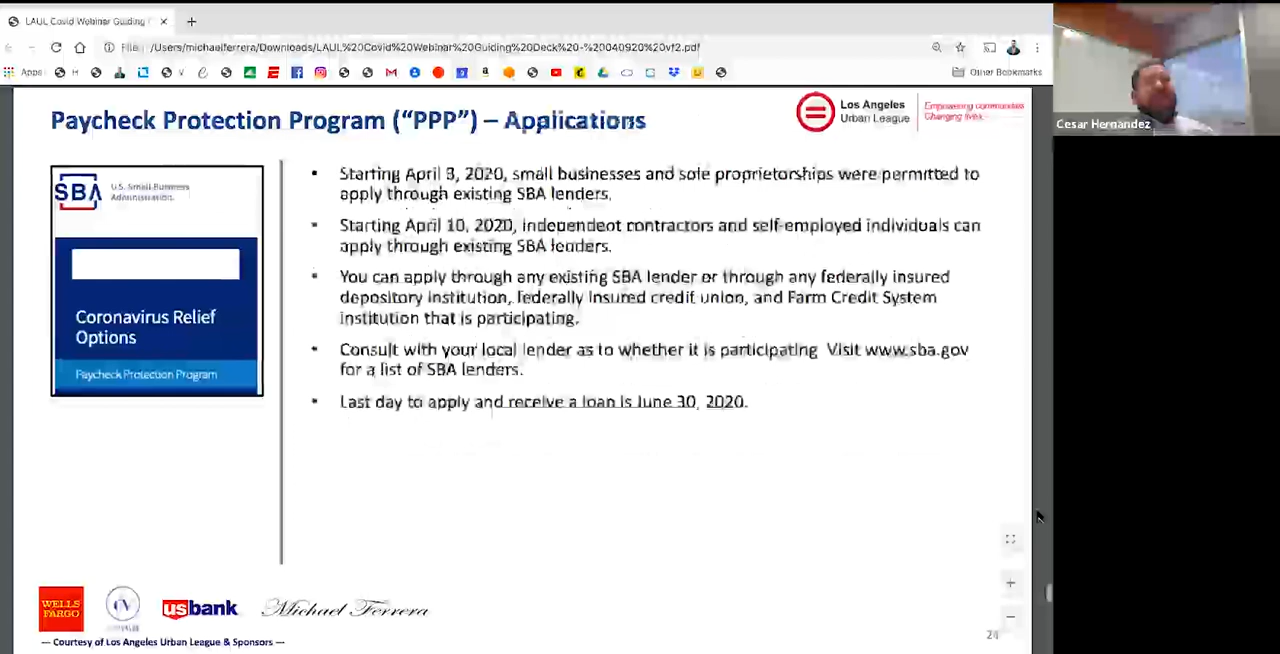 LAUL Covid Webinar Guiding
File
/Users/michaelferrera/Downloads/LAUL%20Covid%20Webinar%20Guiding%20Deck%20-%20040920%20vf2.pdf
Apps
Other Bookmarks
Cesar Hernandez
Paycheck Protection Program (“PPP”) – Applications
Los Angeles
Urban League
Empowering communities
Changing lives.
SBA
U.S. Small Business
Administration
Coronavirus Relief
Options
Paycheck Protection Program
• Starting April 3, 2020, small businesses and sole proprietorships were permitted to
apply through existing SBA lenders.
• Starting April 10, 2020, independent contractors and self-employed individuals can
apply through existing SBA lenders.
• You can apply through any existing SBA lender or through any federally insured
depository institution, federally insured credit union, and Farm Credit System
institution that is participating.
• Consult with your local lender as to whether it is participating Visit www.sba.gov
for a list of SBA lenders.
• Last day to apply and receive a loan is June 30, 2020.
WELLS
FARGO
usbank
Michael Ferrera
--- Courtesy of Los Angeles Urban League & Sponsors ---
24